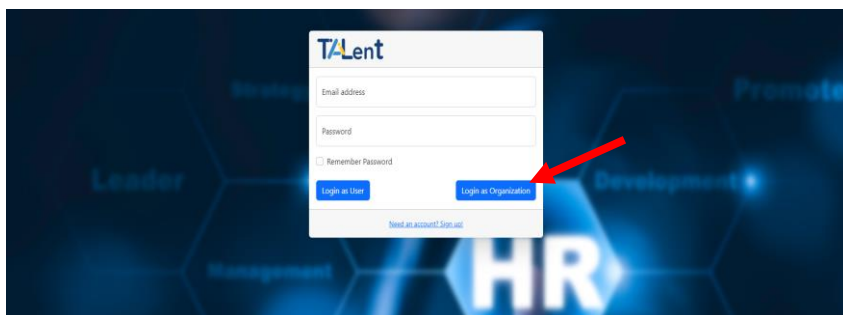 TALent
Strategy
Promote
Email address
Password
Remember Password
Leader
Development
Login as User
Login as Organization
Need an account? Sign up!
Management
HR